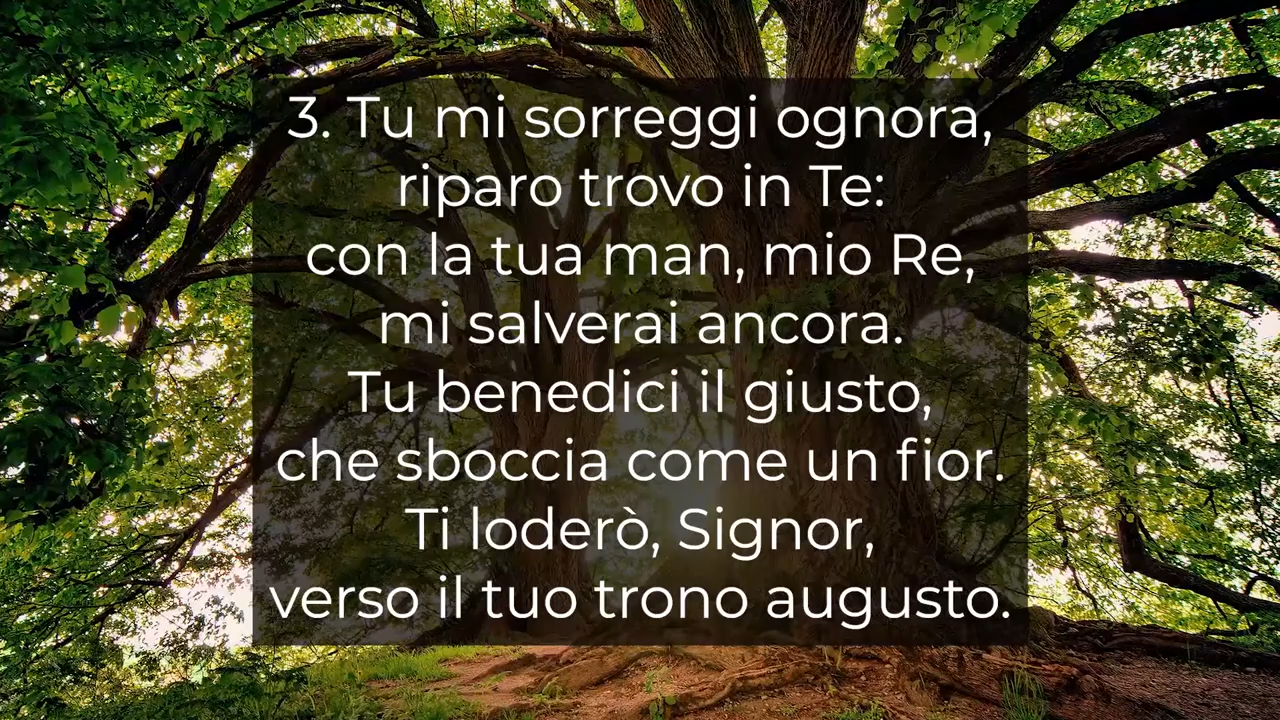 3. Tu mi sorreggi ognora,
riparo trovo in Te:
con la tua man, mio Re,
mi salverai ancora.
Tu benedici il giusto,
che sboccia come un fior.
Ti loderò, Signor,
verso il tuo trono augusto.